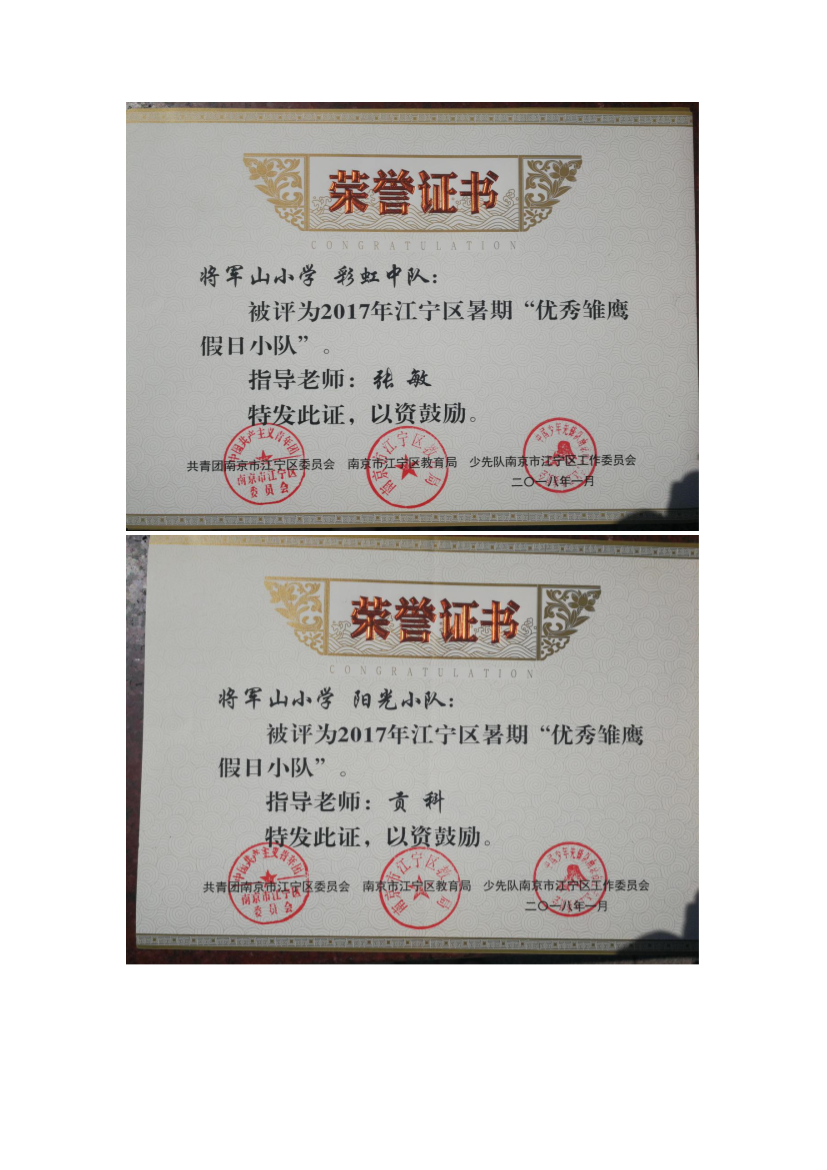 荣誉证书
CONGRATULATION
将军山小学 彩虹中队：
被评为2017年江宁区暑期“优秀雏鹰
假日小队”。
指导老师：张敏
特发此证，以资鼓励。
共青团南京市江宁区委员会 南京市江宁区教育局 少先队南京市江宁区工作委员会
二〇一八年一月
荣誉证书
CONGRATULATION
将军山小学 阳光小队：
被评为2017年江宁区暑期“优秀雏鹰
假日小队”。
指导老师：贡科
特发此证，以资鼓励。
共青团南京市江宁区委员会 南京市江宁区教育局 少先队南京市江宁区工作委员会
二〇一八年一月